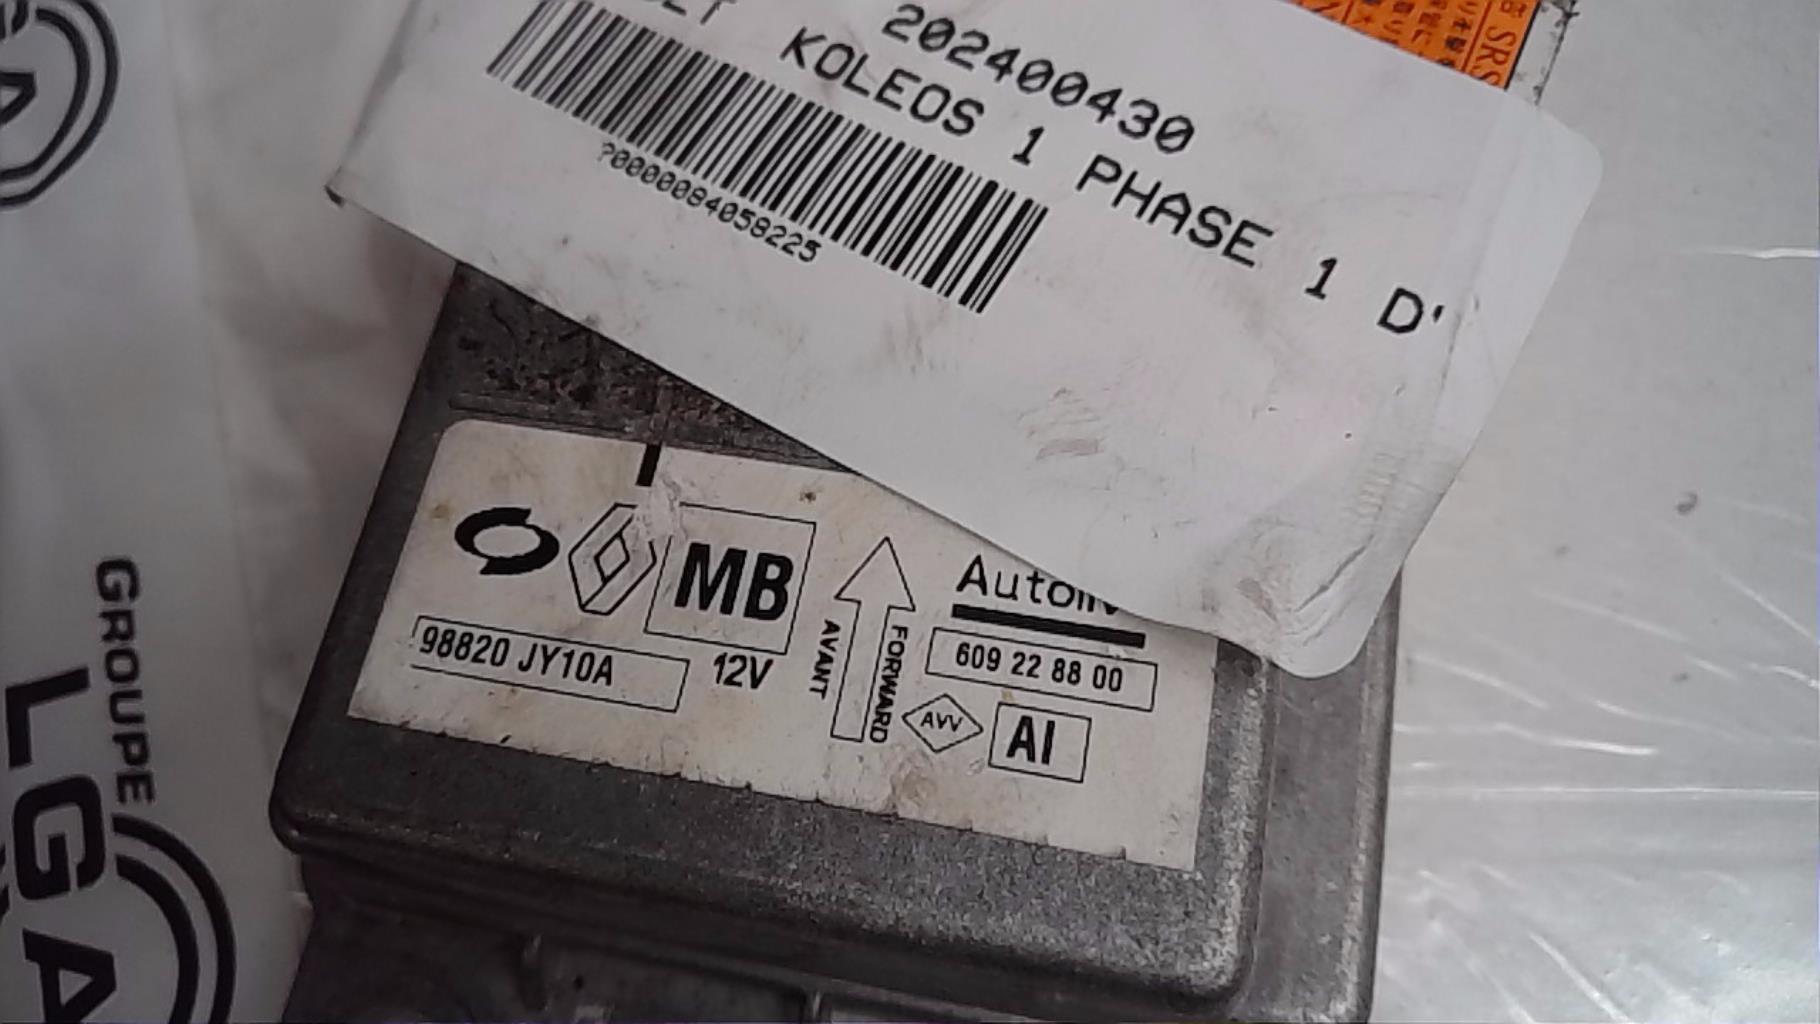 202400430
KOLEOS 1 PHASE 1 D'
?0000084058225
SRS
MB
Autoliv
98820 JY10A
12V
AVANT
FORWARD
609 22 88 00
AVV
AI
GROUPE
LGA